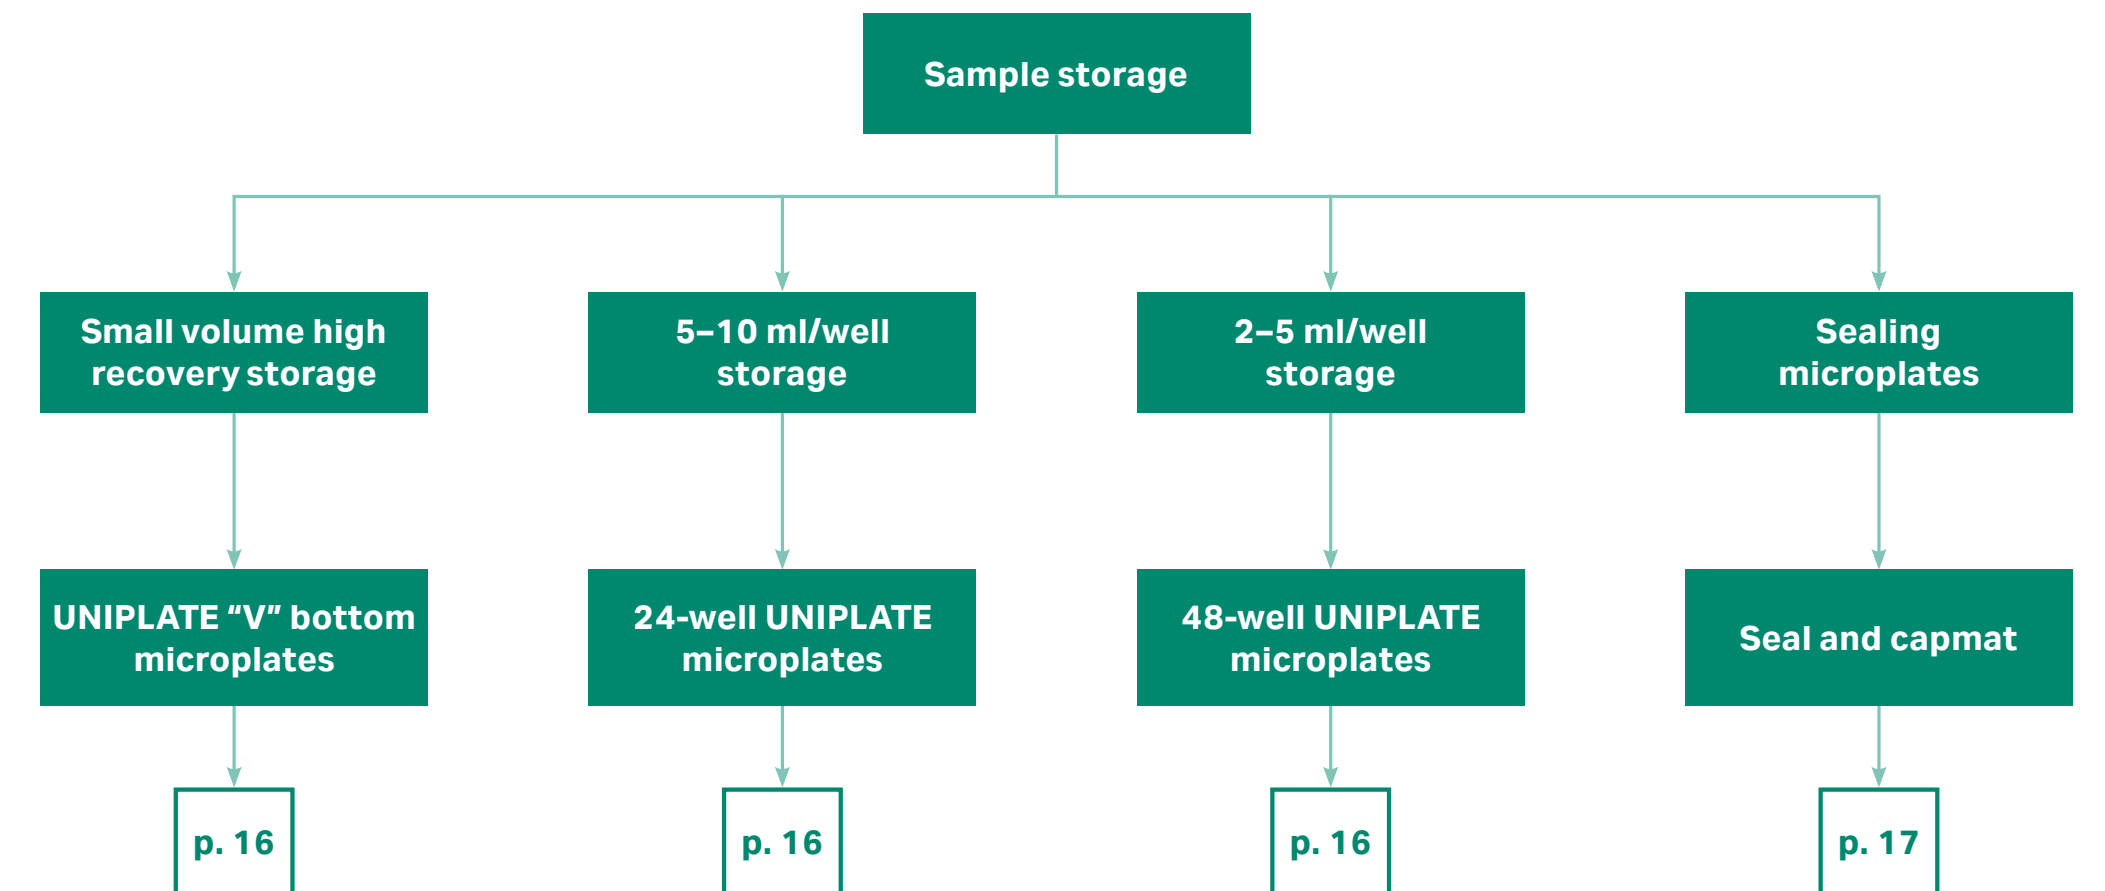 Sample storage
Small volume high
recovery storage
5–10 ml/well
storage
2–5 ml/well
storage
Sealing
microplates
UNIPLATE “V” bottom
microplates
24-well UNIPLATE
microplates
48-well UNIPLATE
microplates
Seal and capmat
p. 16
p. 16
p. 16
p. 17